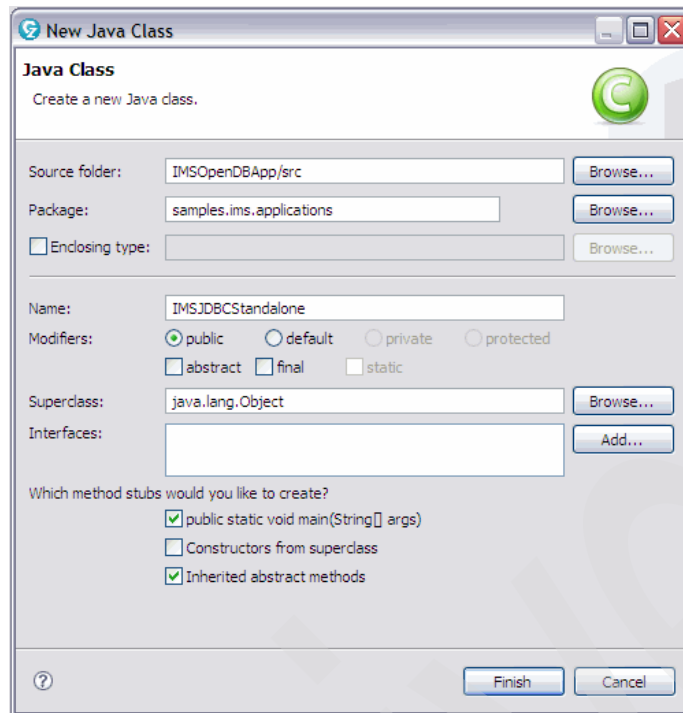 New Java Class
Java Class
Create a new Java class.
C
Source folder: IMSOpenDBApp/src Browse...
Package: samples.ims.applications Browse...
Enclosing type: Browse...
Name: IMSJDBCStandalone
Modifiers: public default private protected
abstract final static
Superclass: java.lang.Object Browse...
Interfaces: Add...
Which method stubs would you like to create?
public static void main(String[] args)
Constructors from superclass
Inherited abstract methods
? Finish Cancel